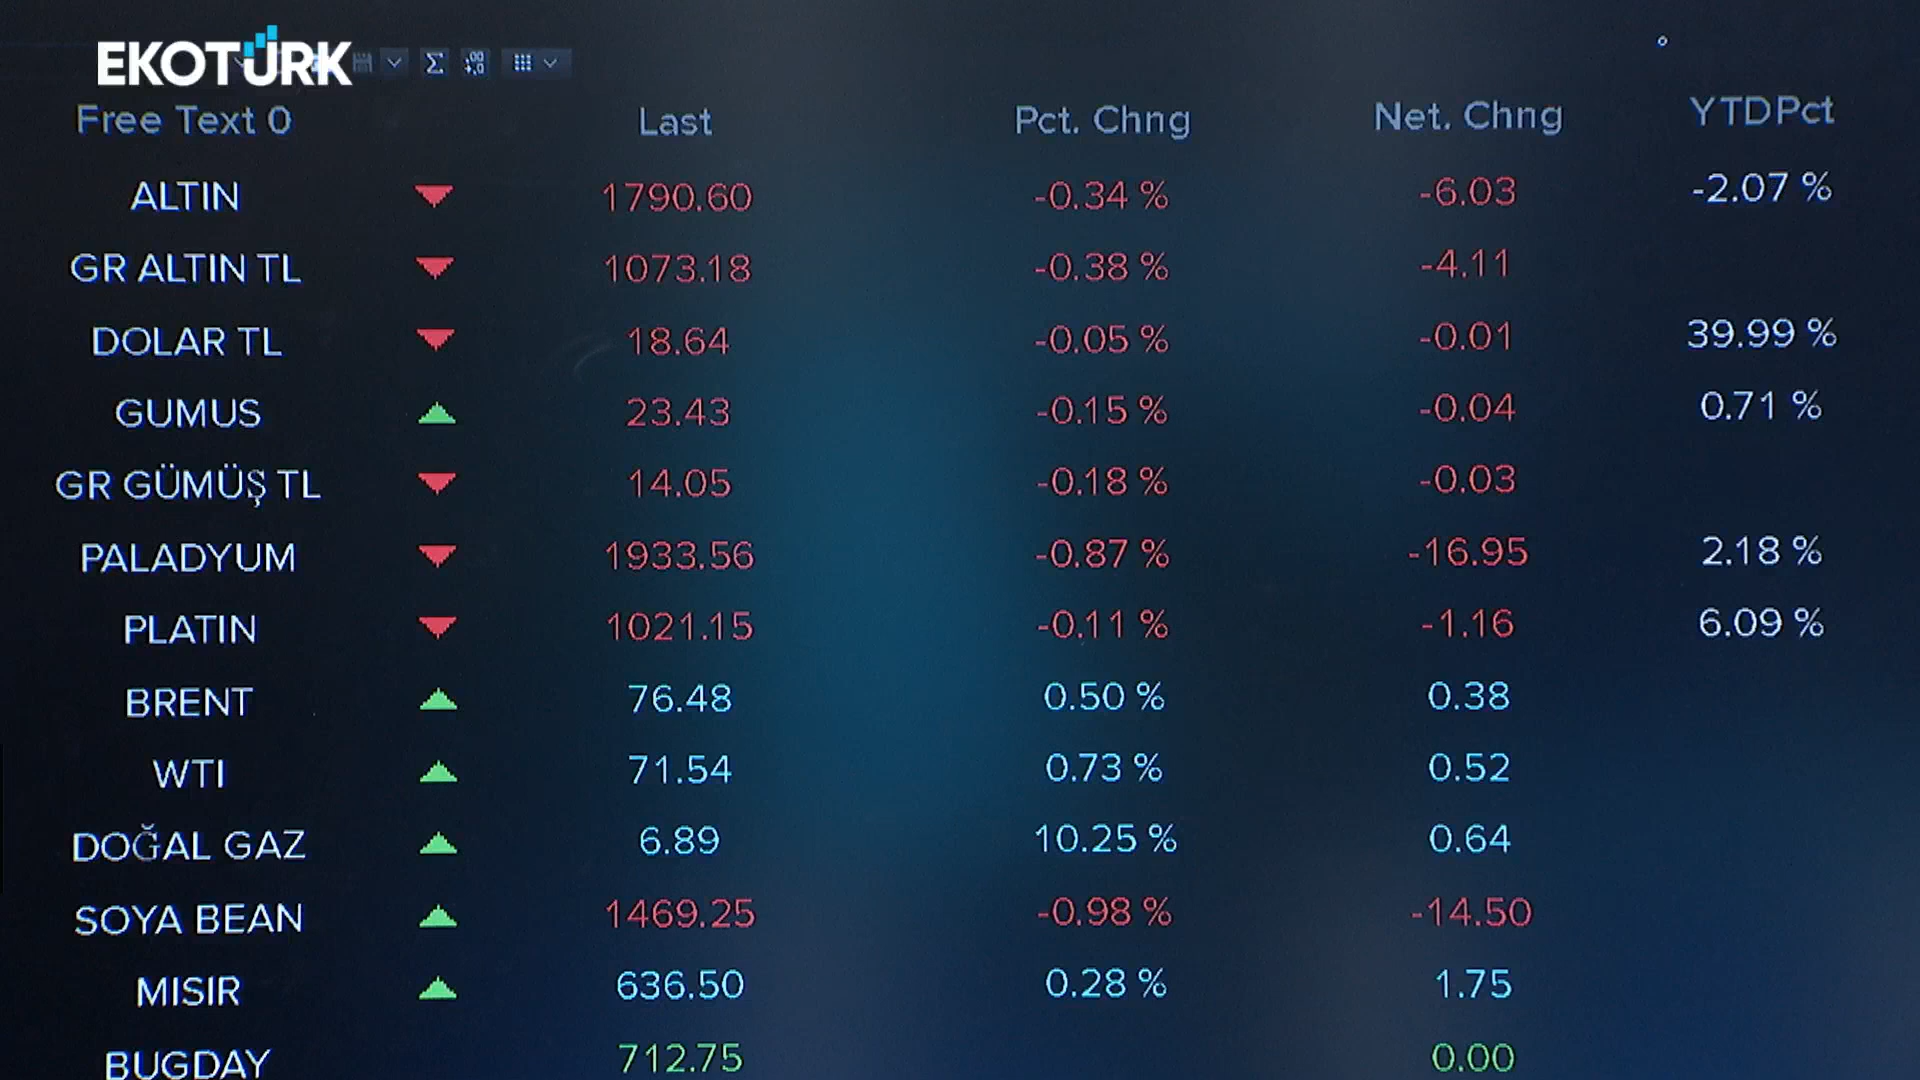 EKOTÜRK
Free Text 0 Last Pct. Chng Net. Chng YTDPct
ALTIN 1790.60 -0.34 % -6.03 -2.07 %
GR ALTIN TL 1073.18 -0.38 % -4.11
DOLAR TL 18.64 -0.05 % -0.01 39.99 %
GUMUS 23.43 -0.15 % -0.04 0.71 %
GR GÜMÜŞ TL 14.05 -0.18 % -0.03
PALADYUM 1933.56 -0.87 % -16.95 2.18 %
PLATIN 1021.15 -0.11 % -1.16 6.09 %
BRENT 76.48 0.50 % 0.38
WTI 71.54 0.73 % 0.52
DOĞAL GAZ 6.89 10.25 % 0.64
SOYA BEAN 1469.25 -0.98 % -14.50
MISIR 636.50 0.28 % 1.75
BUGDAY 712.75 0.00